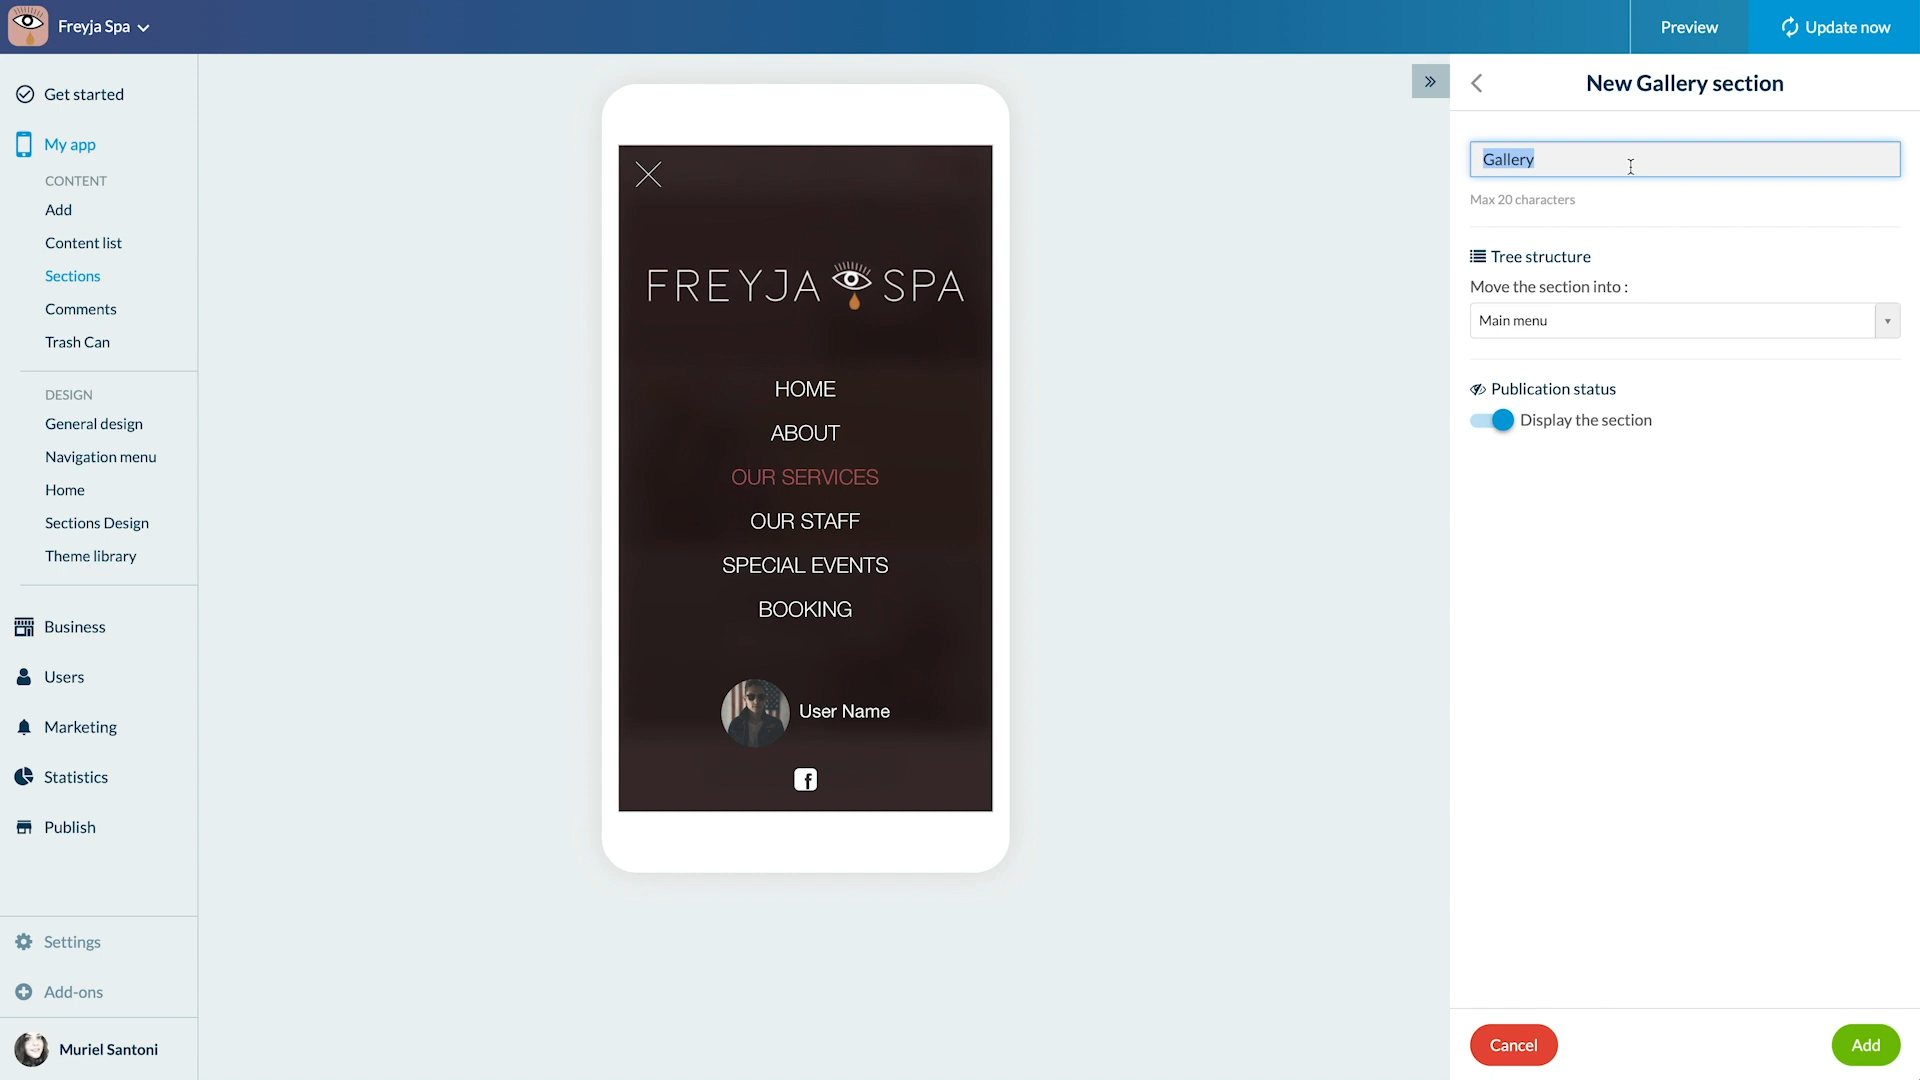 Freyja Spa
Preview
Update now
Get started
My app
CONTENT
Add
Content list
Sections
Comments
Trash Can
DESIGN
General design
Navigation menu
Home
Sections Design
Theme library
Business
Users
Marketing
Statistics
Publish
Settings
Add-ons
Muriel Santoni
FREYJA SPA
HOME
ABOUT
OUR SERVICES
OUR STAFF
SPECIAL EVENTS
BOOKING
User Name
New Gallery section
Gallery
Max 20 characters
Tree structure
Move the section into :
Main menu
Publication status
Display the section
Cancel
Add